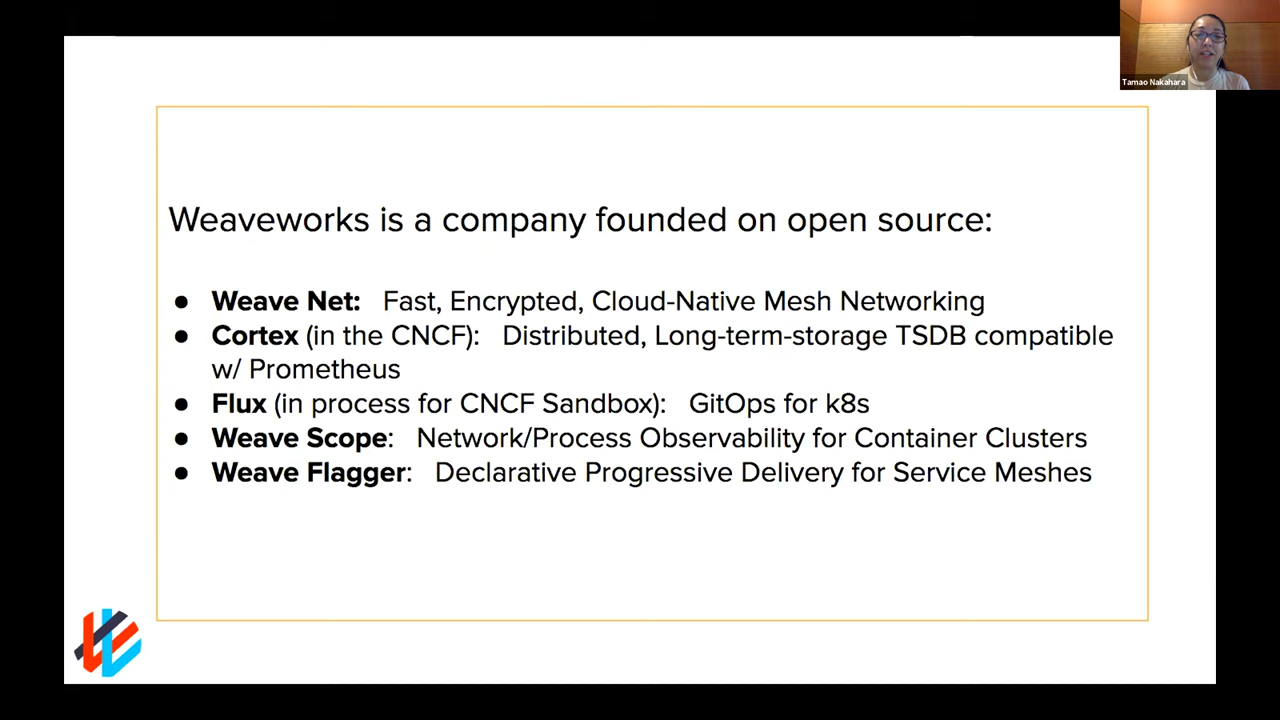 Tamao Nakahara
Weaveworks is a company founded on open source:
● Weave Net: Fast, Encrypted, Cloud-Native Mesh Networking
● Cortex (in the CNCF): Distributed, Long-term-storage TSDB compatible
w/ Prometheus
● Flux (in process for CNCF Sandbox): GitOps for k8s
● Weave Scope: Network/Process Observability for Container Clusters
● Weave Flagger: Declarative Progressive Delivery for Service Meshes